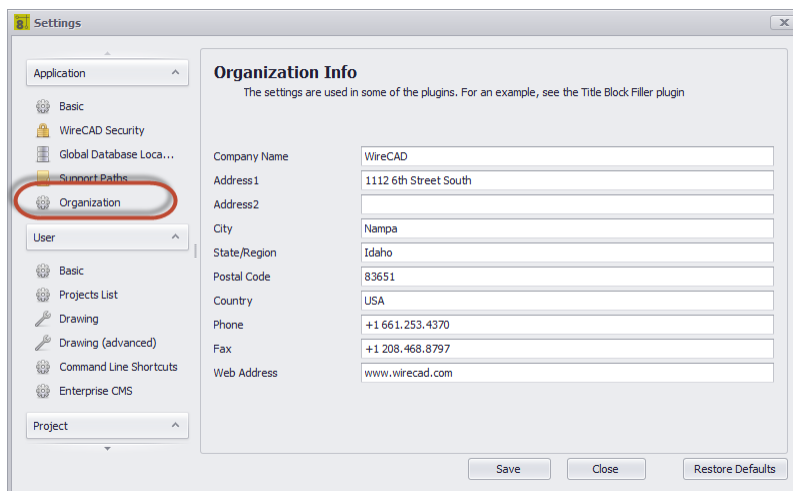 8 Settings
Application
Basic
WireCAD Security
Global Database Loca...
Support Paths
Organization
User
Basic
Projects List
Drawing
Drawing (advanced)
Command Line Shortcuts
Enterprise CMS
Project
Organization Info
The settings are used in some of the plugins. For an example, see the Title Block Filler plugin
Company Name WireCAD
Address1 1112 6th Street South
Address2
City Nampa
State/Region Idaho
Postal Code 83651
Country USA
Phone +1 661.253.4370
Fax +1 208.468.8797
Web Address www.wirecad.com
Save Close Restore Defaults